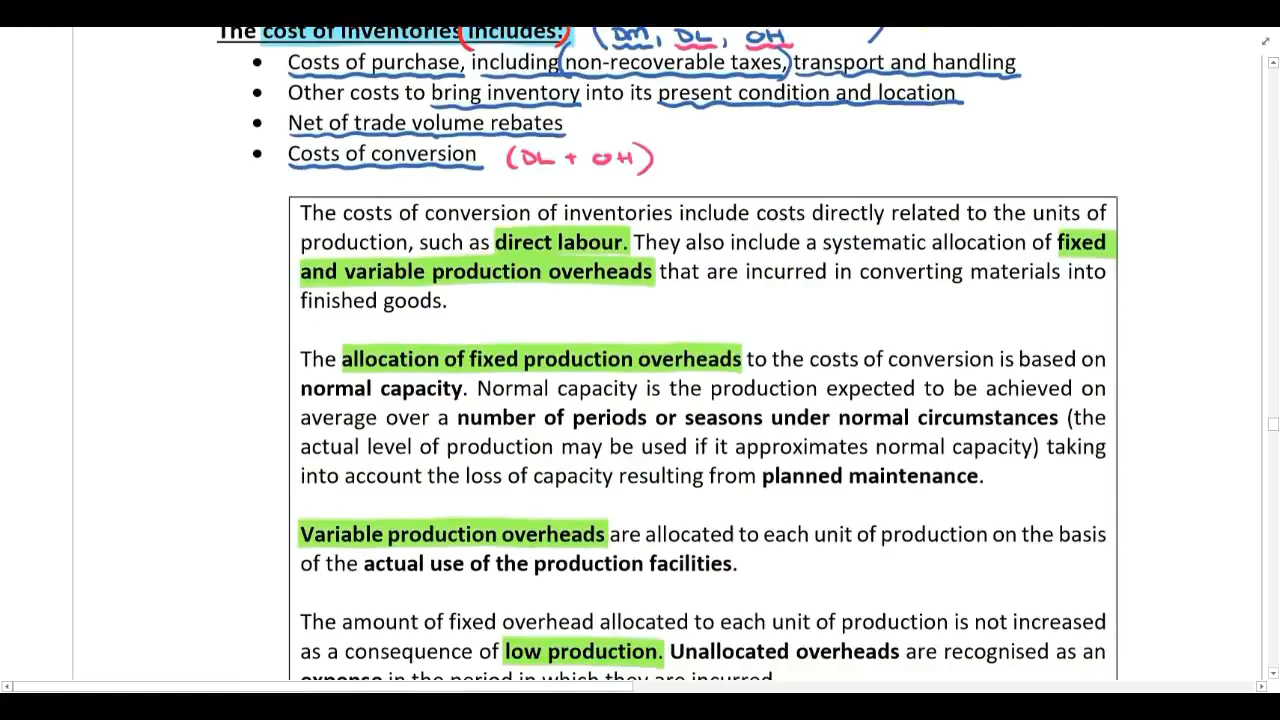 The cost of inventories includes: (DM, DL, OH )
• Costs of purchase, including (non-recoverable taxes,) transport and handling
• Other costs to bring inventory into its present condition and location
• Net of trade volume rebates
• Costs of conversion (DL + OH)
The costs of conversion of inventories include costs directly related to the units of
production, such as direct labour. They also include a systematic allocation of fixed
and variable production overheads that are incurred in converting materials into
finished goods.
The allocation of fixed production overheads to the costs of conversion is based on
normal capacity. Normal capacity is the production expected to be achieved on
average over a number of periods or seasons under normal circumstances (the
actual level of production may be used if it approximates normal capacity) taking
into account the loss of capacity resulting from planned maintenance.
Variable production overheads are allocated to each unit of production on the basis
of the actual use of the production facilities.
The amount of fixed overhead allocated to each unit of production is not increased
as a consequence of low production. Unallocated overheads are recognised as an
expense in the period in which they are incurred.